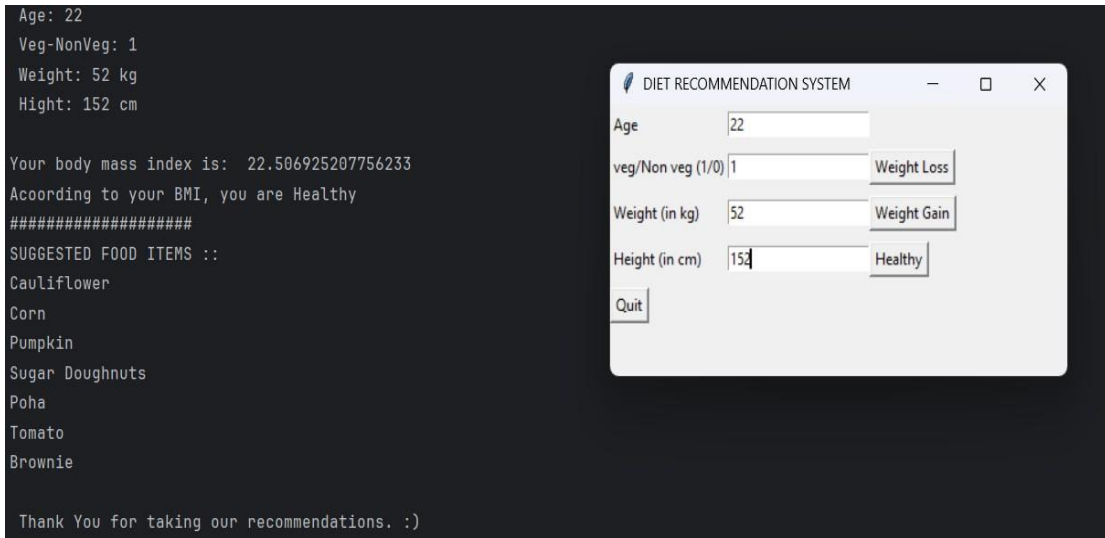 Age: 22
Veg-NonVeg: 1
Weight: 52 kg
Hight: 152 cm
Your body mass index is:  22.506925207756233
Acoording to your BMI, you are Healthy
####################
SUGGESTED FOOD ITEMS ::
Cauliflower
Corn
Pumpkin
Sugar Doughnuts
Poha
Tomato
Brownie
Thank You for taking our recommendations. :)
DIET RECOMMENDATION SYSTEM
Age 22
veg/Non veg (1/0) 1 Weight Loss
Weight (in kg) 52 Weight Gain
Height (in cm) 152 Healthy
Quit